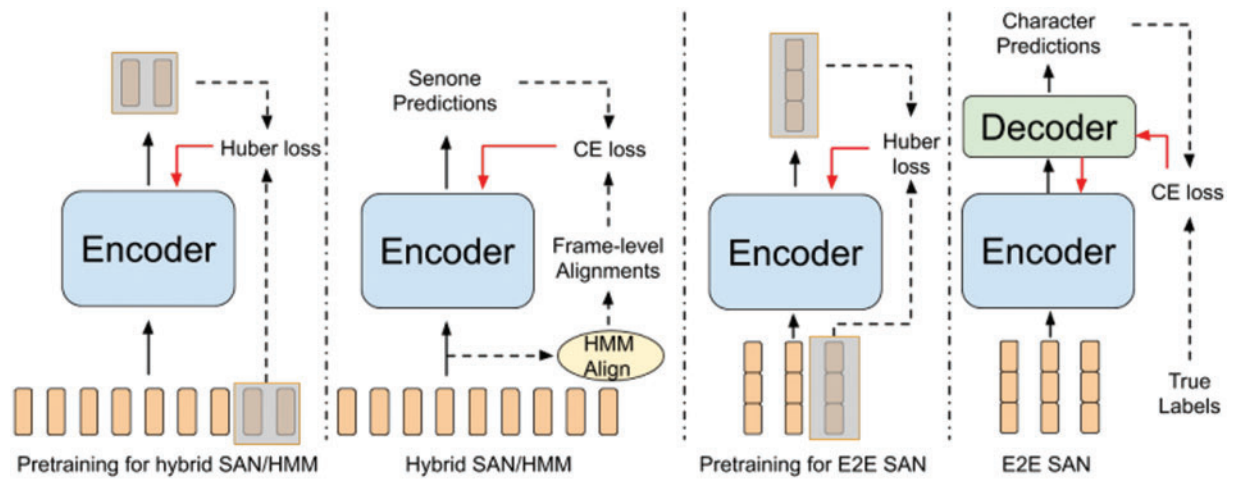 Huber loss
Encoder
Pretraining for hybrid SAN/HMM
Senone
Predictions
CE loss
Encoder
Frame-level
Alignments
HMM
Align
Hybrid SAN/HMM
Huber
loss
Encoder
Pretraining for E2E SAN
Character
Predictions
Decoder
CE loss
Encoder
True
Labels
E2E SAN